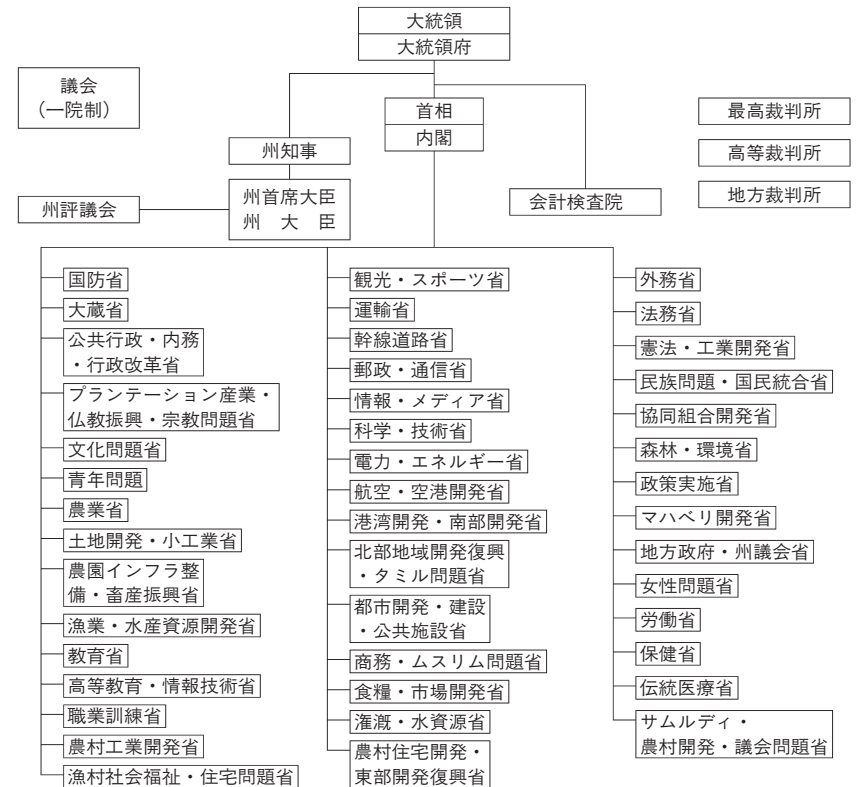 大統領
大統領府
議会
（一院制）
首相
内閣
最高裁判所
州知事
高等裁判所
州評議会
州首席大臣
州　大　臣
会計検査院
地方裁判所
国防省
大蔵省
公共行政・内務
・行政改革省
プランテーション産業・
仏教振興・宗教問題省
文化問題省
青年問題
農業省
土地開発・小工業省
農園インフラ整
備・畜産振興省
漁業・水産資源開発省
教育省
高等教育・情報技術省
職業訓練省
農村工業開発省
漁村社会福祉・住宅問題省
観光・スポーツ省
運輸省
幹線道路省
郵政・通信省
情報・メディア省
科学・技術省
電力・エネルギー省
航空・空港開発省
港湾開発・南部開発省
北部地域開発復興
・タミル問題省
都市開発・建設
・公共施設省
商務・ムスリム問題省
食糧・市場開発省
潅漑・水資源省
農村住宅開発・
東部開発復興省
外務省
法務省
憲法・工業開発省
民族問題・国民統合省
協同組合開発省
森林・環境省
政策実施省
マハベリ開発省
地方政府・州議会省
女性問題省
労働省
保健省
伝統医療省
サムルディ・
農村開発・議会問題省